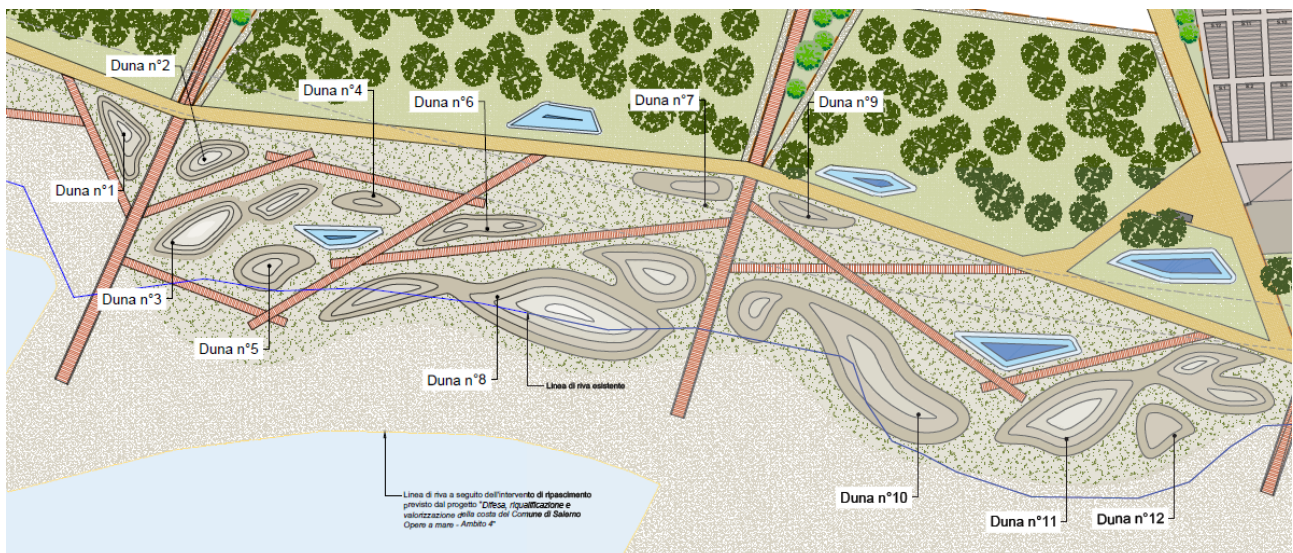 Duna n°2
Duna n°4
Duna n°6
Duna n°7
Duna n°9
Duna n°1
Duna n°3
Duna n°5
Duna n°8
Linea di riva esistente
Duna n°10
Duna n°11
Duna n°12
Linea di riva a seguito dell'intervento di ripascimento
previsto dal progetto "Difesa, riqualificazione e
valorizzazione della costa del Comune di Salerno
Opere a mare - Ambito 4"